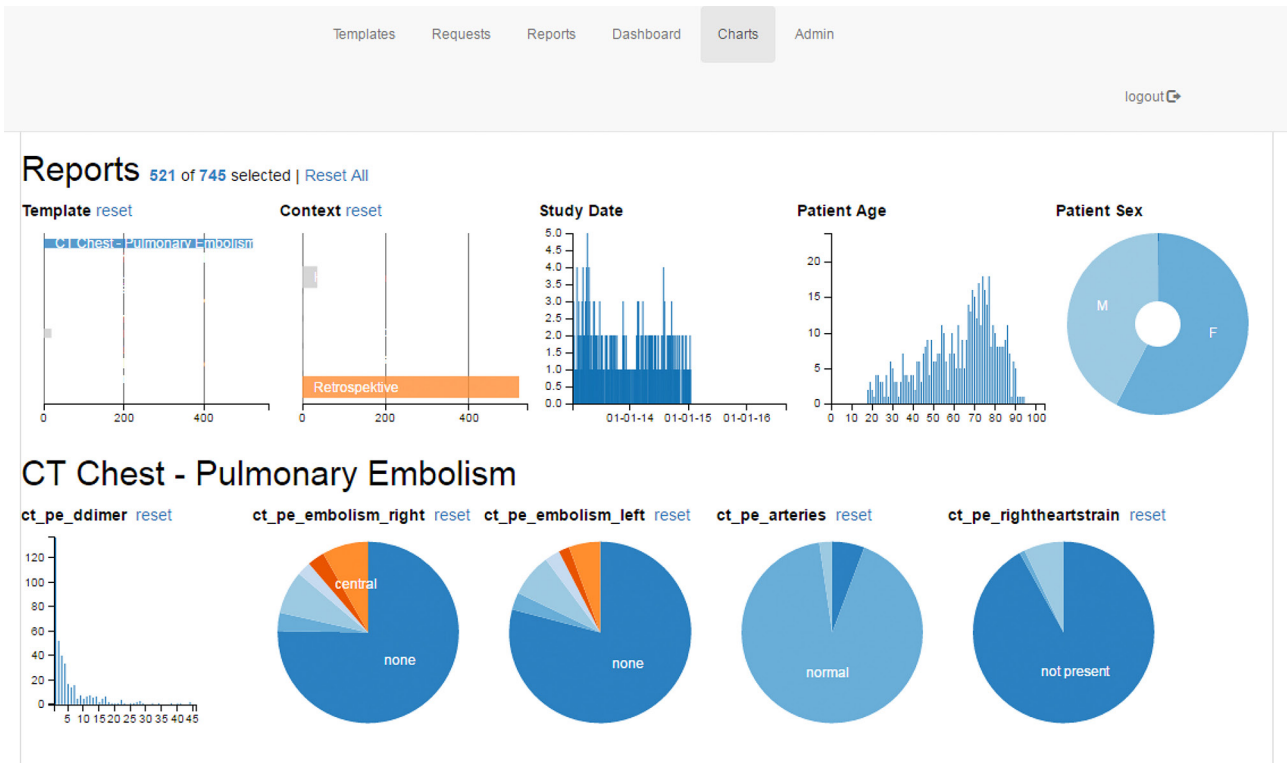 Templates Requests Reports Dashboard Charts Admin
logout
Reports 521 of 745 selected | Reset All
Template reset
CT Chest - Pulmonary Embolism
0 200 400
Context reset
Retrospektive
0 200 400
Study Date
5.0
4.5
4.0
3.5
3.0
2.5
2.0
1.5
1.0
0.5
0.0
01-01-14 01-01-15 01-01-16
Patient Age
20
15
10
5
0
0 10 20 30 40 50 60 70 80 90 100
Patient Sex
M
F
CT Chest - Pulmonary Embolism
ct_pe_ddimer reset
120
100
80
60
40
20
0
5 10 15 20 25 30 35 40 45
ct_pe_embolism_right reset
central
none
ct_pe_embolism_left reset
none
ct_pe_arteries reset
normal
ct_pe_rightheartstrain reset
not present